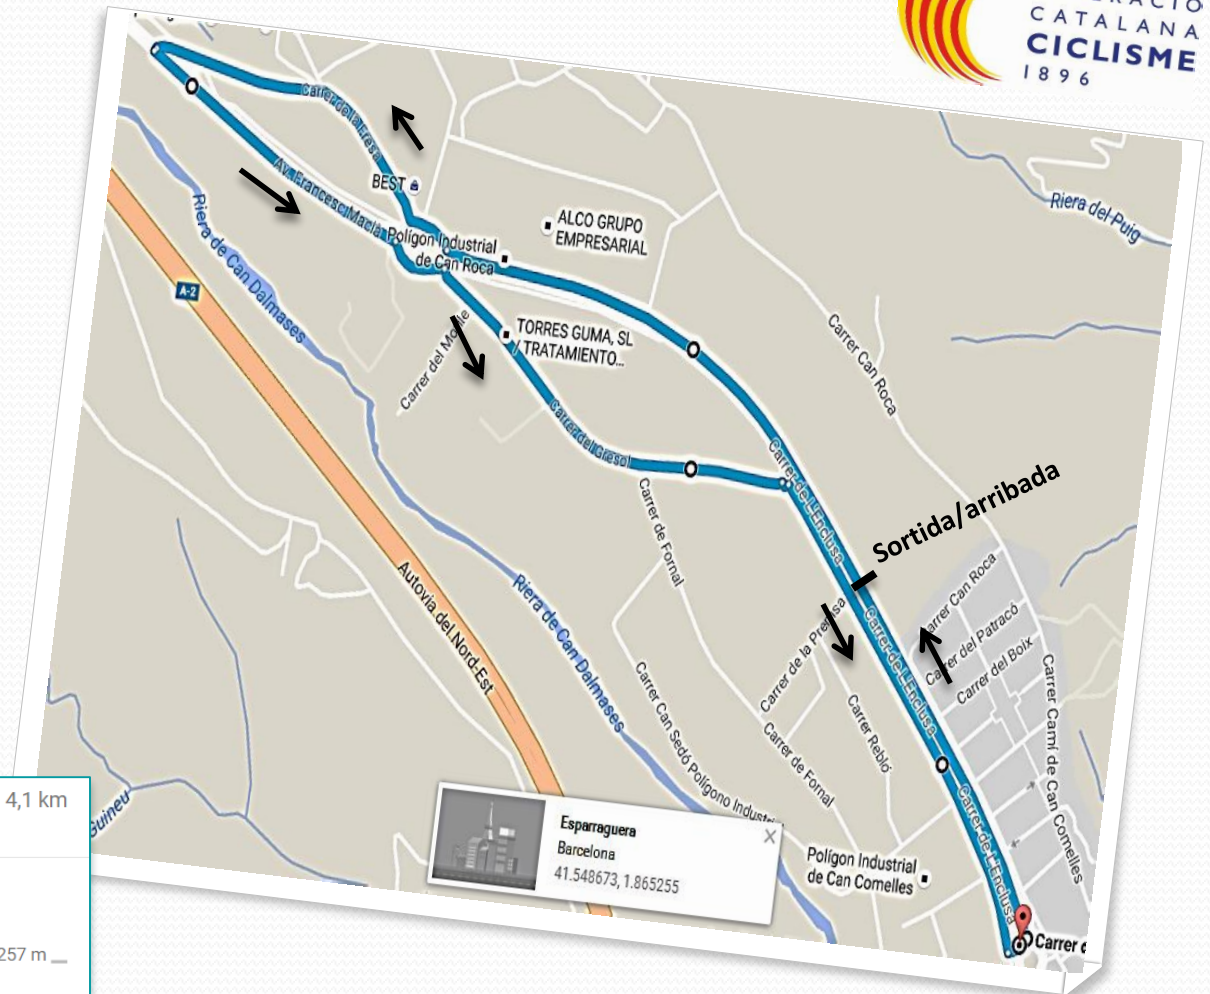 CATALANA
CICLISME
1896
Carrer de la Fresa
BEST
Av. Francesc Macià
Polígon Industrial
de Can Roca
ALCO GRUPO
EMPRESARIAL
Riera del Puig
Riera de Can Dalmases
A-2
TORRES GUMA, SL
/ TRATAMIENTO...
Carrer del Motlle
Carrer Can Roca
Carrer del Gresol
Carrer de L'Enclusa
Sortida/arribada
Carrer de Fornal
Autovia del Nord-Est
Riera de Can Dalmases
Carrer de la Premsa
Carrer de L'Enclusa
Carrer Can Roca
Carrer del Patracó
Carrer del Boix
Carrer Camí de Can Comelles
Carrer Can Sedó Polígono Industri
Carrer de Fornal
Carrer Rebló
Carrer de L'Enclusa
4,1 km
Guineu
Esparraguera
Barcelona
41.548673, 1.865255
Polígon Industrial
de Can Comelles
Carrer
257 m